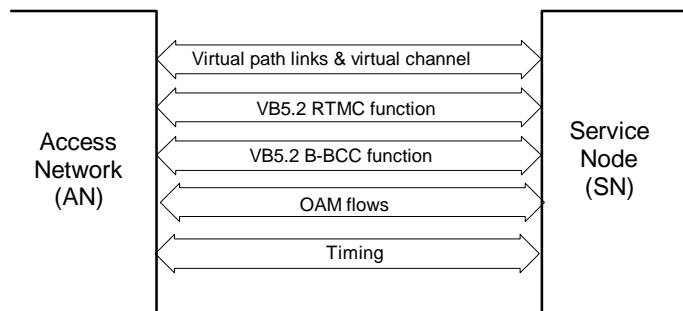 Virtual path links & virtual channel
VB5.2 RTMC function
VB5.2 B-BCC function
OAM flows
Timing
Access
Network
(AN)
Service
Node
(SN)